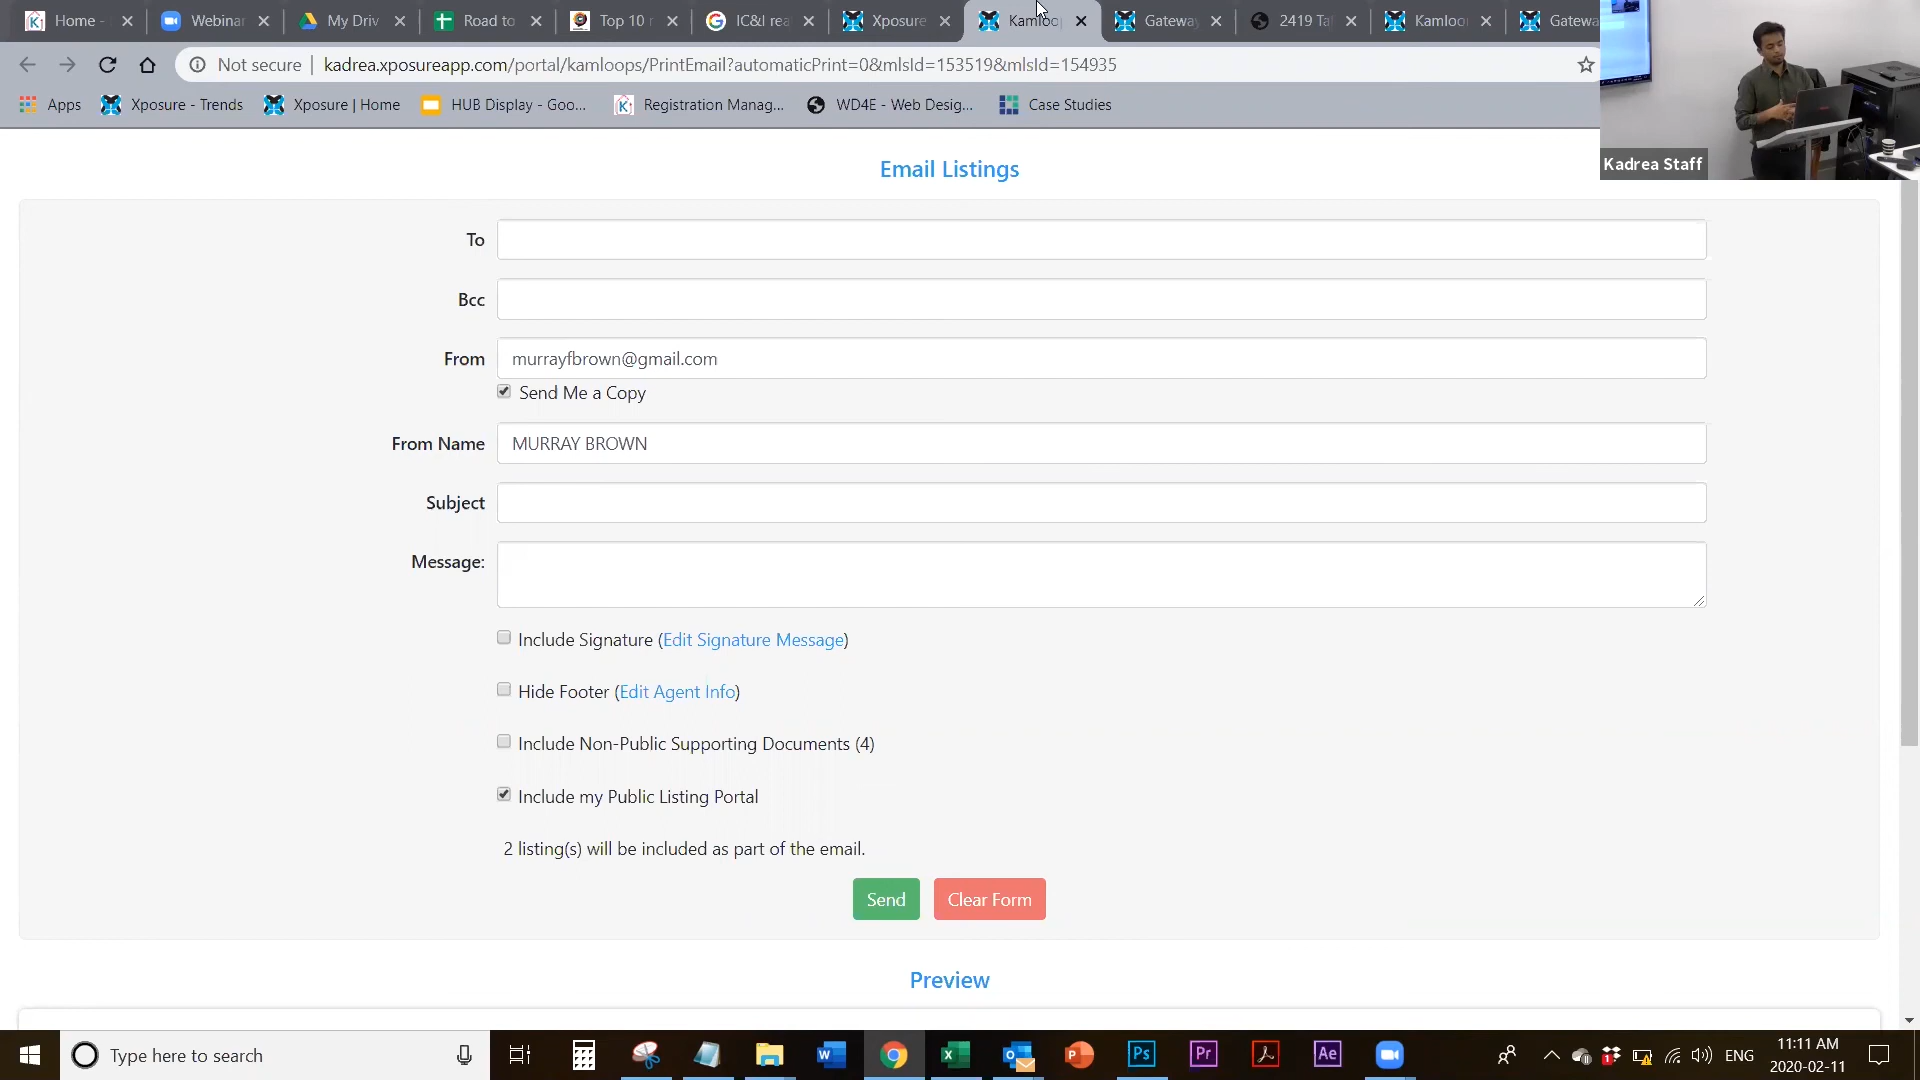 Home -
Webinar
My Driv
Road to
Top 10 r
IC&I rea
Xposure
Kamloo
Gateway
2419 Ta
Kamloo
Gatewa
Not secure | kadrea.xposureapp.com/portal/kamloops/PrintEmail?automaticPrint=0&mlsId=153519&mlsId=154935
Apps
Xposure - Trends
Xposure | Home
HUB Display - Goo...
Registration Manag...
WD4E - Web Desig...
Case Studies
Kadrea Staff
Email Listings
To
Bcc
From murrayfbrown@gmail.com
Send Me a Copy
From Name MURRAY BROWN
Subject
Message:
Include Signature (Edit Signature Message)
Hide Footer (Edit Agent Info)
Include Non-Public Supporting Documents (4)
Include my Public Listing Portal
2 listing(s) will be included as part of the email.
Send
Clear Form
Preview
Type here to search
W
X
P
Ps
Pr
Ae
ENG
11:11 AM
2020-02-11